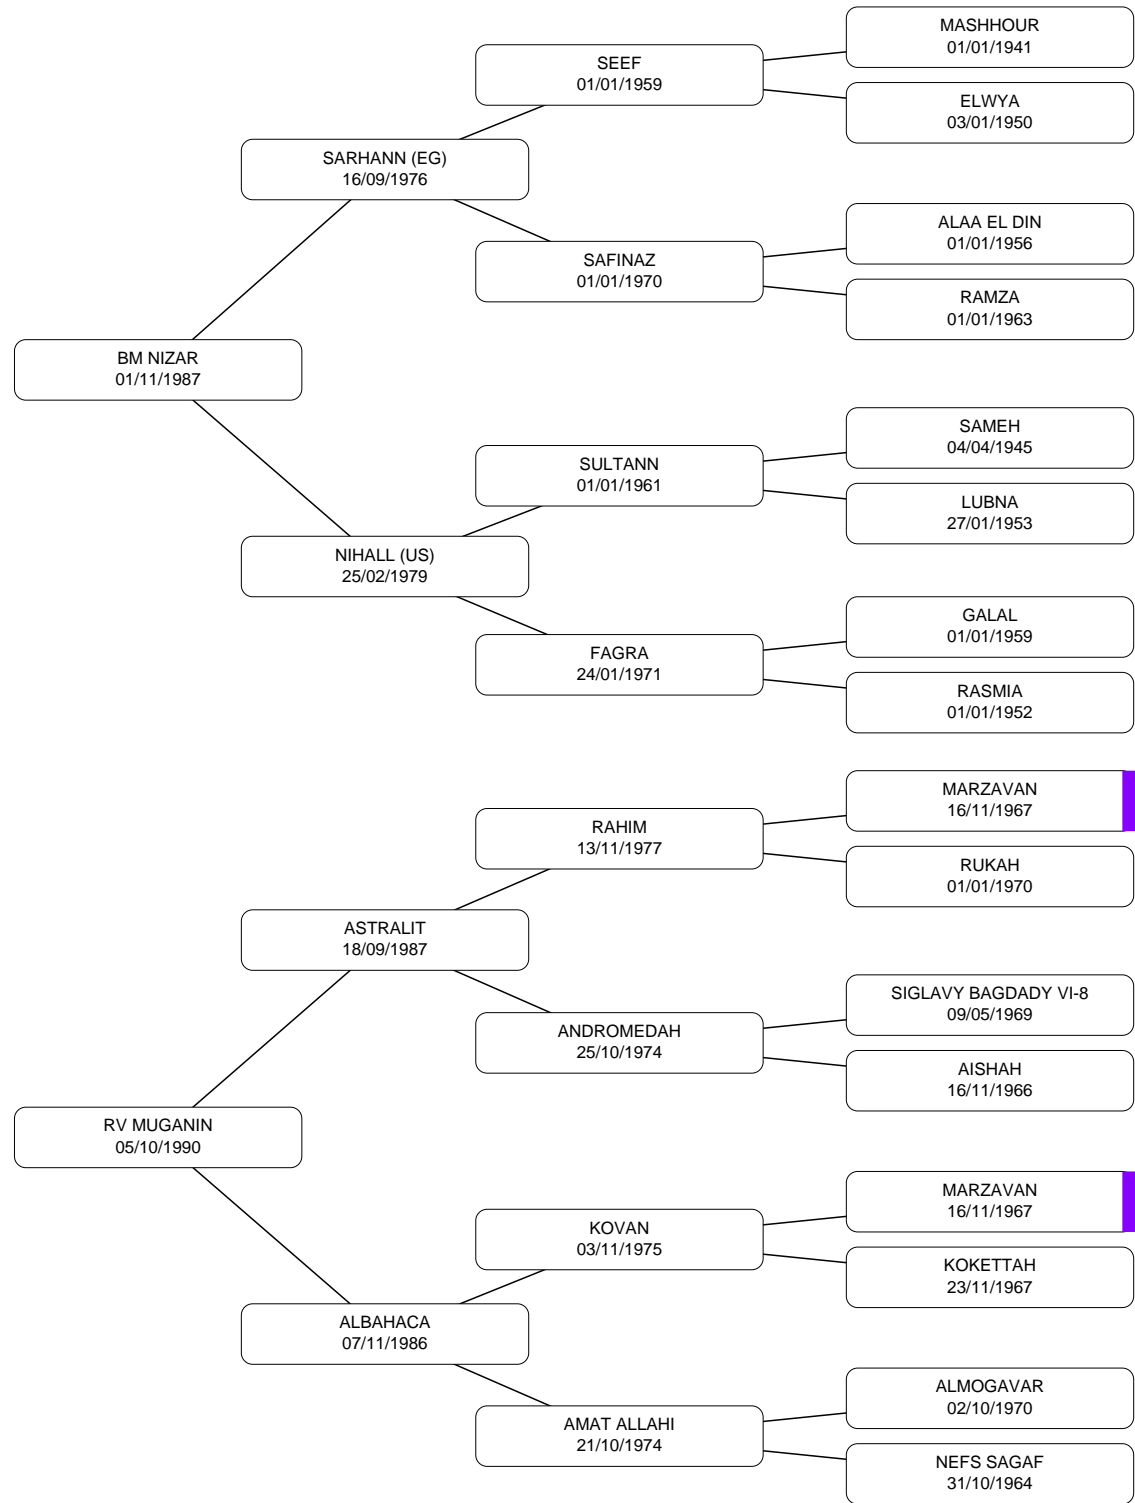 MASHHOUR
01/01/1941
SEEF
01/01/1959
ELWYA
03/01/1950
SARHANN (EG)
16/09/1976
ALAA EL DIN
01/01/1956
SAFINAZ
01/01/1970
RAMZA
01/01/1963
BM NIZAR
01/11/1987
SAMEH
04/04/1945
SULTANN
01/01/1961
LUBNA
27/01/1953
NIHALL (US)
25/02/1979
GALAL
01/01/1959
FAGRA
24/01/1971
RASMIA
01/01/1952
MARZAVAN
16/11/1967
RAHIM
13/11/1977
RUKAH
01/01/1970
ASTRALIT
18/09/1987
SIGLAVY BAGDADY VI-8
09/05/1969
ANDROMEDAH
25/10/1974
AISHAH
16/11/1966
RV MUGANIN
05/10/1990
MARZAVAN
16/11/1967
KOVAN
03/11/1975
KOKETTAH
23/11/1967
ALBAHACA
07/11/1986
ALMOGAVAR
02/10/1970
AMAT ALLAHI
21/10/1974
NEFS SAGAF
31/10/1964